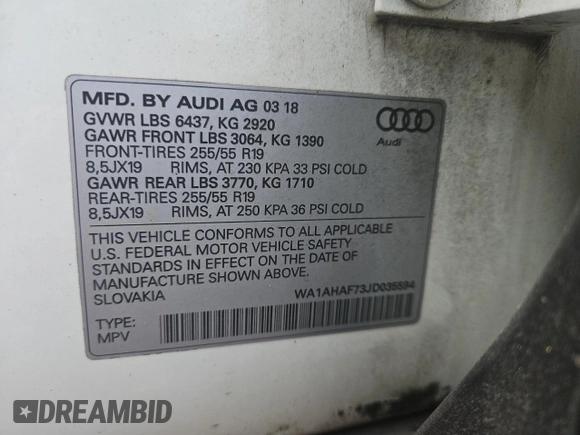 MFD. BY AUDI AG 03 18
GVWR LBS 6437, KG 2920
GAWR FRONT LBS 3064, KG 1390
FRONT-TIRES 255/55 R19
8,5JX19 RIMS, AT 230 KPA 33 PSI COLD
GAWR REAR LBS 3770, KG 1710
REAR-TIRES 255/55 R19
8,5JX19 RIMS, AT 250 KPA 36 PSI COLD
Audi
THIS VEHICLE CONFORMS TO ALL APPLICABLE
U.S. FEDERAL MOTOR VEHICLE SAFETY
STANDARDS IN EFFECT ON THE DATE OF
MANUFACTURE SHOWN ABOVE.
SLOVAKIA
WA1AHAF73JD035594
TYPE:
MPV
DREAMBID